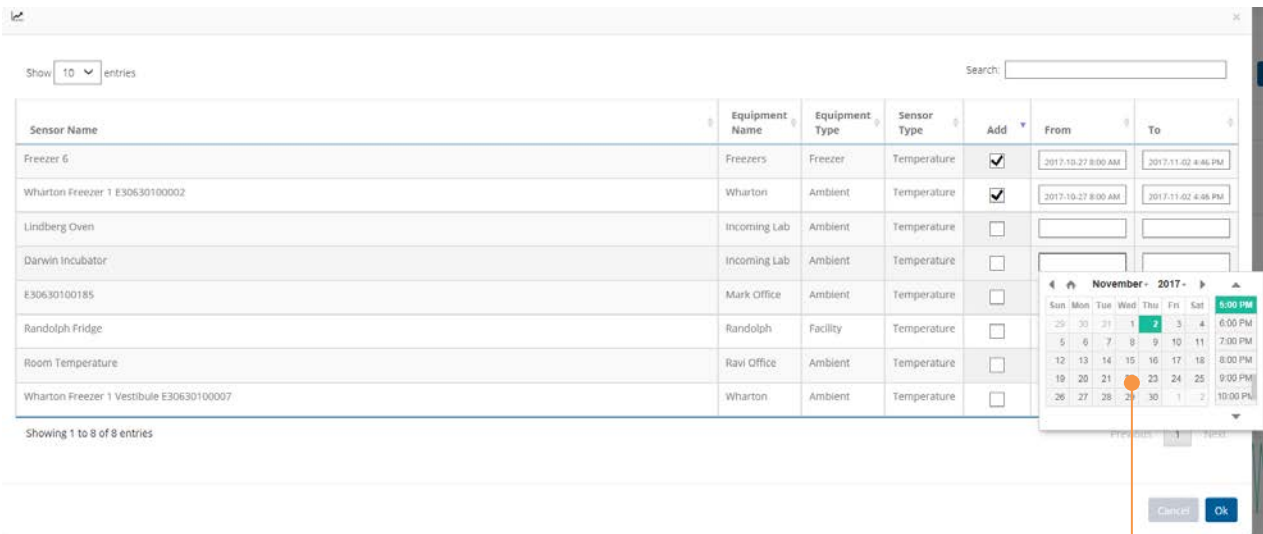 Show 10 entries Search:
Sensor Name Equipment Name Equipment Type Sensor Type Add From To
Freezer 6 Freezers Freezer Temperature 2017-10-27 8:00 AM 2017-11-02 4:46 PM
Wharton Freezer 1 E30630100002 Wharton Ambient Temperature 2017-10-27 8:00 AM 2017-11-02 4:46 PM
Lindberg Oven Incoming Lab Ambient Temperature
Darwin Incubator Incoming Lab Ambient Temperature
E30630100185 Mark Office Ambient Temperature
Randolph Fridge Randolph Facility Temperature
Room Temperature Ravi Office Ambient Temperature
Wharton Freezer 1 Vestibule E30630100007 Wharton Ambient Temperature
November 2017
Sun Mon Tue Wed Thu Fri Sat 5:00 PM
29 30 31 1 2 3 4 6:00 PM
5 6 7 8 9 10 11 7:00 PM
12 13 14 15 16 17 18 8:00 PM
19 20 21 23 24 25 9:00 PM
26 27 28 29 30 1 2 10:00 PM
Showing 1 to 8 of 8 entries Previous 1 Next
Cancel Ok